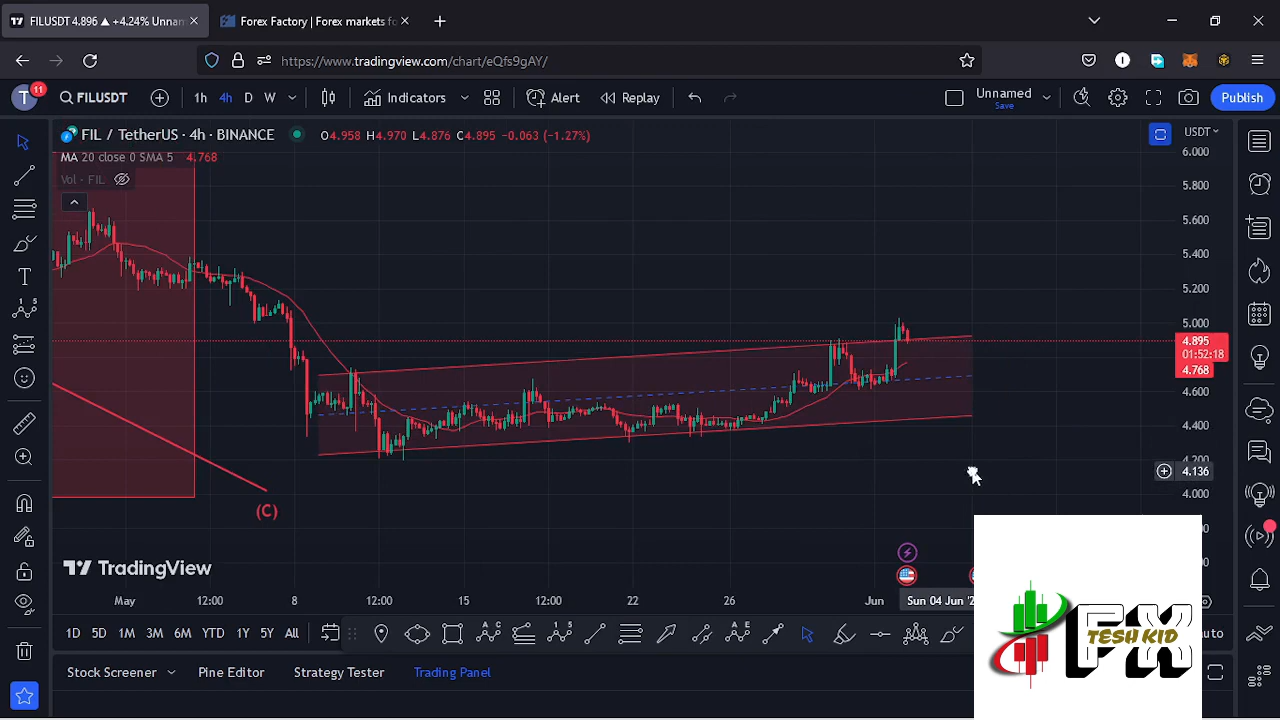 FILUSDT 4.896 ▲ +4.24% Unnan
Forex Factory | Forex markets fo
https://www.tradingview.com/chart/eQfs9gAY/
T 11 FILUSDT 1h 4h D W Indicators Alert Replay Unnamed Save Publish
FIL / TetherUS · 4h · BINANCE O4.958 H4.970 L4.876 C4.895 -0.063 (-1.27%)
USDT
MA 20 close 0 SMA 5 4.768
Vol · FIL
6.000
5.800
5.600
5.400
5.200
5.000
4.895
01:52:18
4.768
4.600
4.400
4.200
4.136
4.000
(C)
TradingView
May 12:00 8 12:00 15 12:00 22 26 Jun Sun 04 Jun '2
1D 5D 1M 3M 6M YTD 1Y 5Y All
uto
Stock Screener Pine Editor Strategy Tester Trading Panel
FX
TESH KID